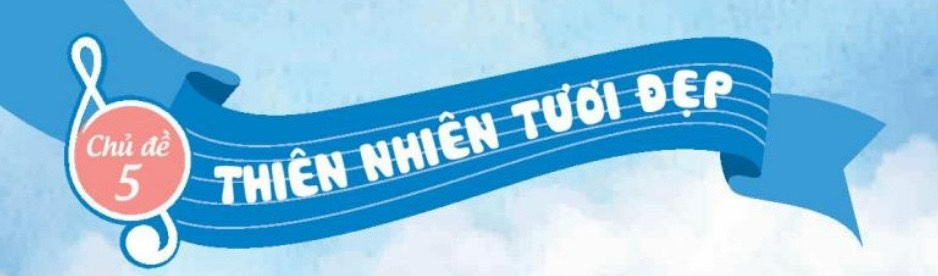 Chủ đề
5
THIÊN NHIÊN TƯƠI ĐẸP